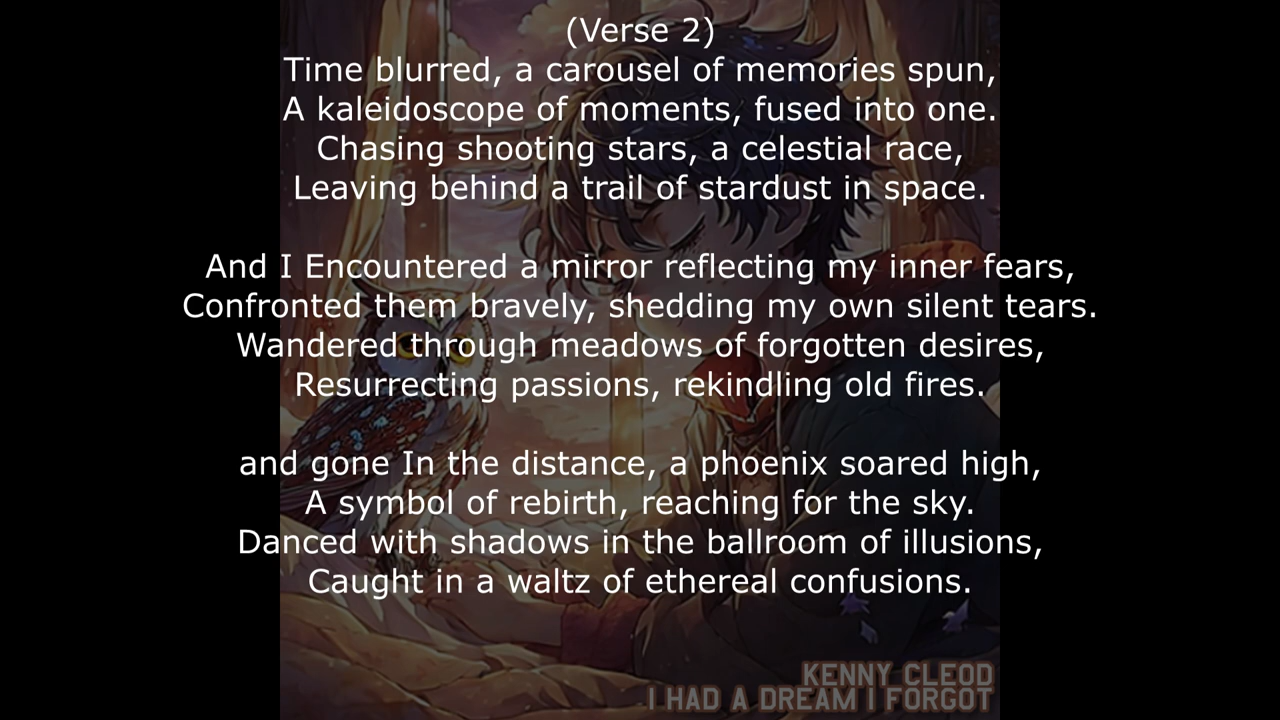 (Verse 2)
Time blurred, a carousel of memories spun,
A kaleidoscope of moments, fused into one.
Chasing shooting stars, a celestial race,
Leaving behind a trail of stardust in space.
And I Encountered a mirror reflecting my inner fears,
Confronted them bravely, shedding my own silent tears.
Wandered through meadows of forgotten desires,
Resurrecting passions, rekindling old fires.
and gone In the distance, a phoenix soared high,
A symbol of rebirth, reaching for the sky.
Danced with shadows in the ballroom of illusions,
Caught in a waltz of ethereal confusions.
KENNY CLEOD
I HAD A DREAM I FORGOT